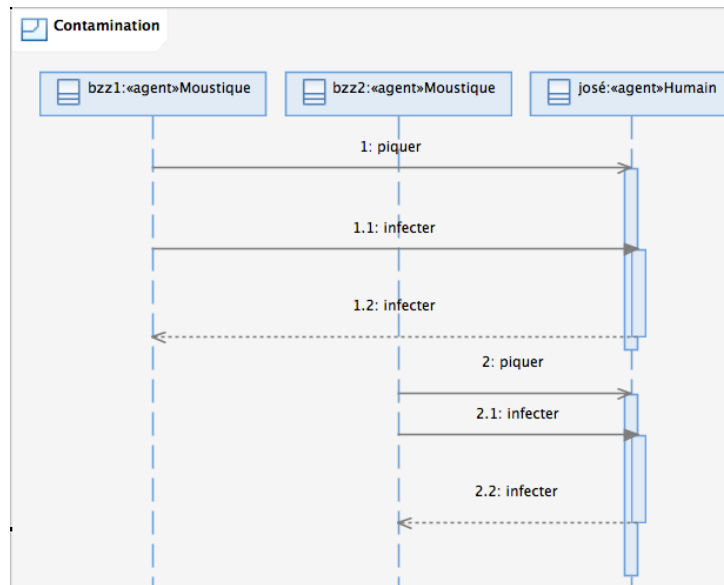 Contamination
bzz1:«agent»Moustique
bzz2:«agent»Moustique
josé:«agent»Humain
1: piquer
1.1: infecter
1.2: infecter
2: piquer
2.1: infecter
2.2: infecter